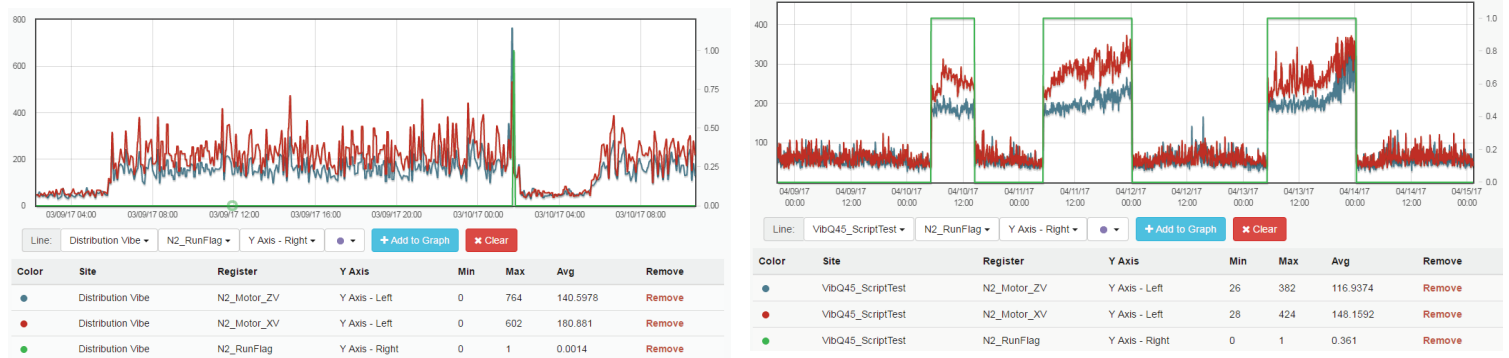 800
600
400
200
0
1.00
0.75
0.50
0.25
0.00
03/09/17 04:00 03/09/17 08:00 03/09/17 12:00 03/09/17 16:00 03/09/17 20:00 03/10/17 00:00 03/10/17 04:00 03/10/17 08:00
Line: Distribution Vibe N2_RunFlag Y Axis - Right + Add to Graph × Clear
Color Site Register Y Axis Min Max Avg Remove
Distribution Vibe N2_Motor_ZV Y Axis - Left 0 764 140.5978 Remove
Distribution Vibe N2_Motor_XV Y Axis - Left 0 602 180.881 Remove
Distribution Vibe N2_RunFlag Y Axis - Right 0 1 0.0014 Remove
400
300
200
100
1.0
0.8
0.6
0.4
0.2
0.0
04/09/17 04/09/17 04/10/17 04/10/17 04/11/17 04/11/17 04/12/17 04/12/17 04/13/17 04/13/17 04/14/17 04/14/17 04/15/17
00:00 12:00 00:00 12:00 00:00 12:00 00:00 12:00 00:00 12:00 00:00 12:00 00:00
Line: VibQ45_ScriptTest N2_RunFlag Y Axis - Right + Add to Graph × Clear
Color Site Register Y Axis Min Max Avg Remove
VibQ45_ScriptTest N2_Motor_ZV Y Axis - Left 26 382 116.9374 Remove
VibQ45_ScriptTest N2_Motor_XV Y Axis - Left 28 424 148.1592 Remove
VibQ45_ScriptTest N2_RunFlag Y Axis - Right 0 1 0.361 Remove